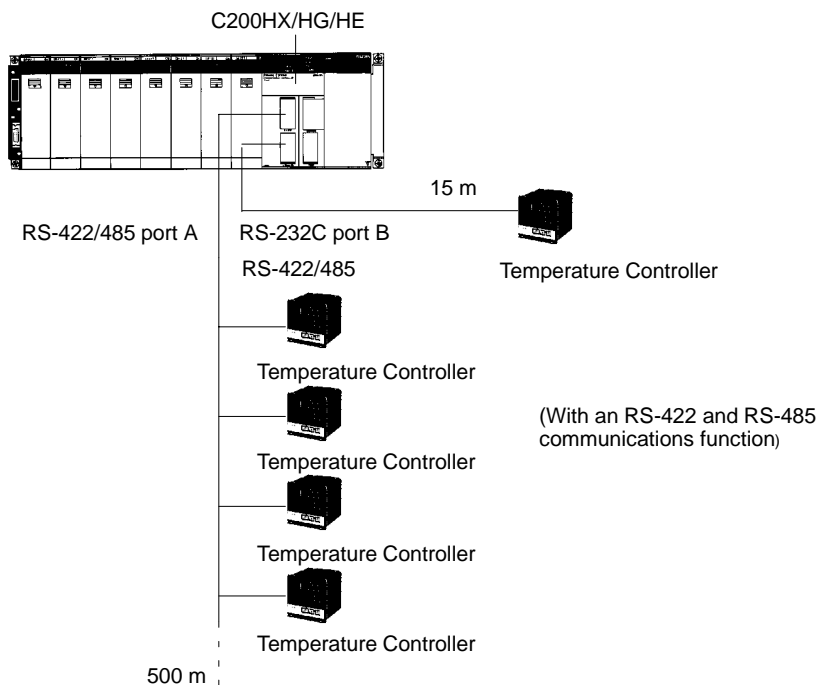 C200HX/HG/HE
15 m
RS-422/485 port A
RS-232C port B
RS-422/485
Temperature Controller
Temperature Controller
(With an RS-422 and RS-485
communications function)
Temperature Controller
Temperature Controller
Temperature Controller
500 m